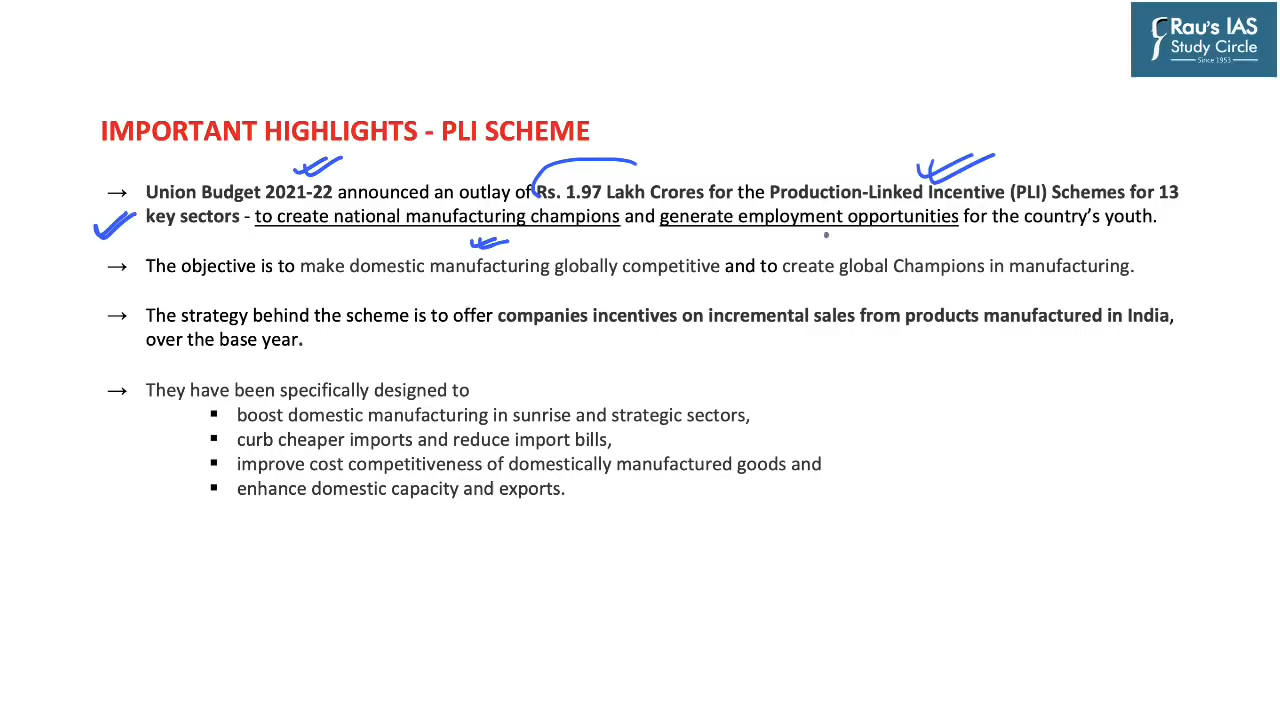 Rau's IAS
Study Circle
Since 1953
IMPORTANT HIGHLIGHTS - PLI SCHEME
→ Union Budget 2021-22 announced an outlay of Rs. 1.97 Lakh Crores for the Production-Linked Incentive (PLI) Schemes for 13
key sectors - to create national manufacturing champions and generate employment opportunities for the country's youth.
→ The objective is to make domestic manufacturing globally competitive and to create global Champions in manufacturing.
→ The strategy behind the scheme is to offer companies incentives on incremental sales from products manufactured in India,
over the base year.
→ They have been specifically designed to
▪ boost domestic manufacturing in sunrise and strategic sectors,
▪ curb cheaper imports and reduce import bills,
▪ improve cost competitiveness of domestically manufactured goods and
▪ enhance domestic capacity and exports.